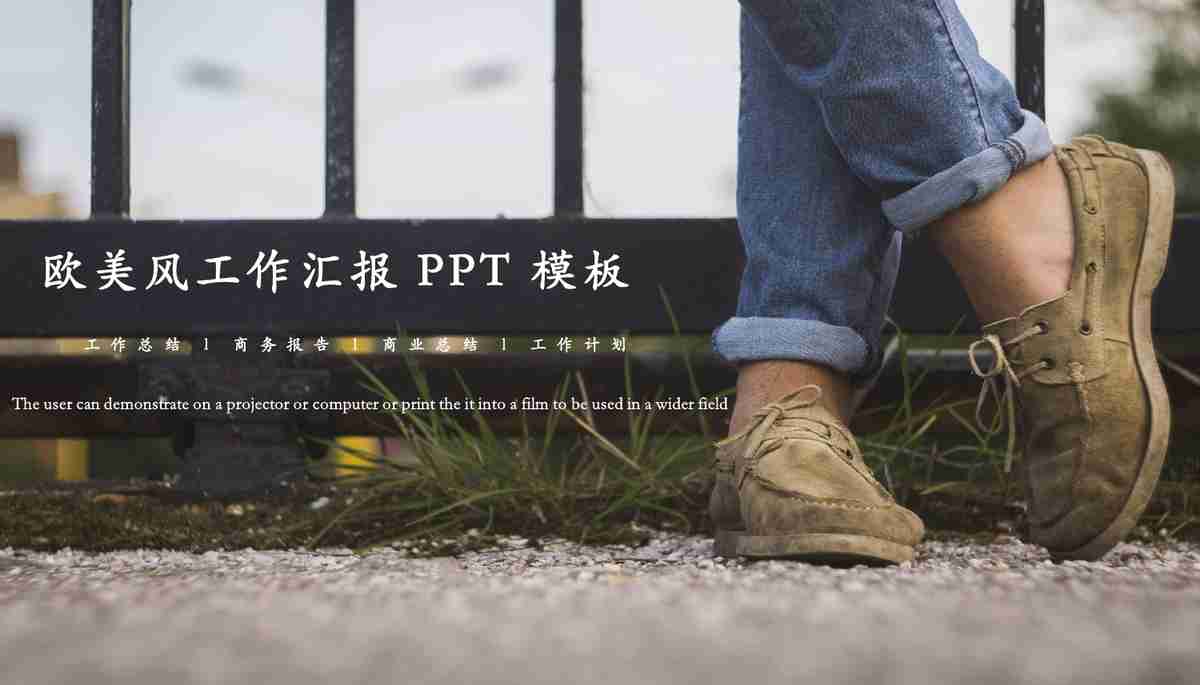 欧美风工作汇报 PPT 模板
工作总结 l 商务报告 l 商业总结 l 工作计划
The user can demonstrate on a projector or computer or print the it into a film to be used in a wider field